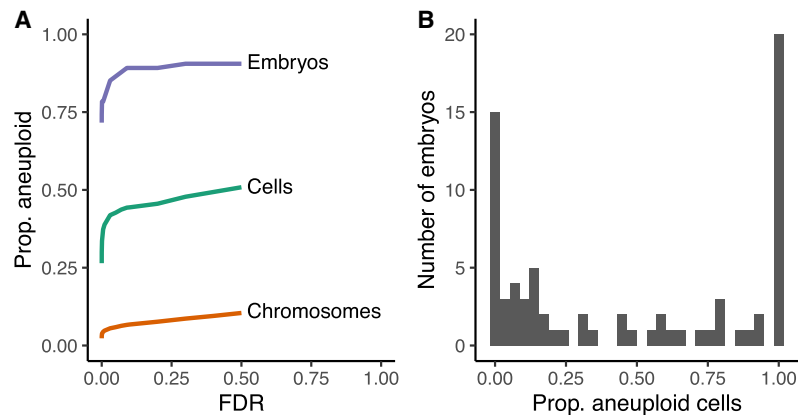 A
Prop. aneuploid
1.00
0.75
0.50
0.25
0.00
Embryos
Cells
Chromosomes
0.00 0.25 0.50 0.75 1.00
FDR
B
Number of embryos
20
15
10
5
0
0.00 0.25 0.50 0.75 1.00
Prop. aneuploid cells